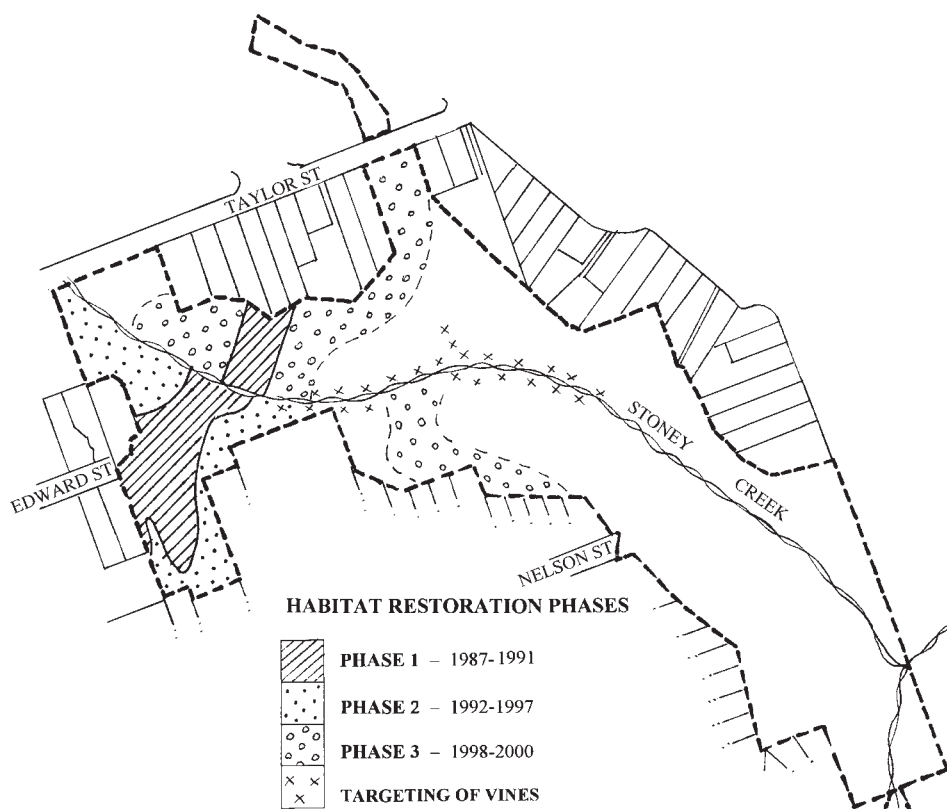 TAYLOR ST
EDWARD ST
STONEY
CREEK
NELSON ST
HABITAT RESTORATION PHASES
PHASE 1 – 1987-1991
PHASE 2 – 1992-1997
PHASE 3 – 1998-2000
TARGETING OF VINES